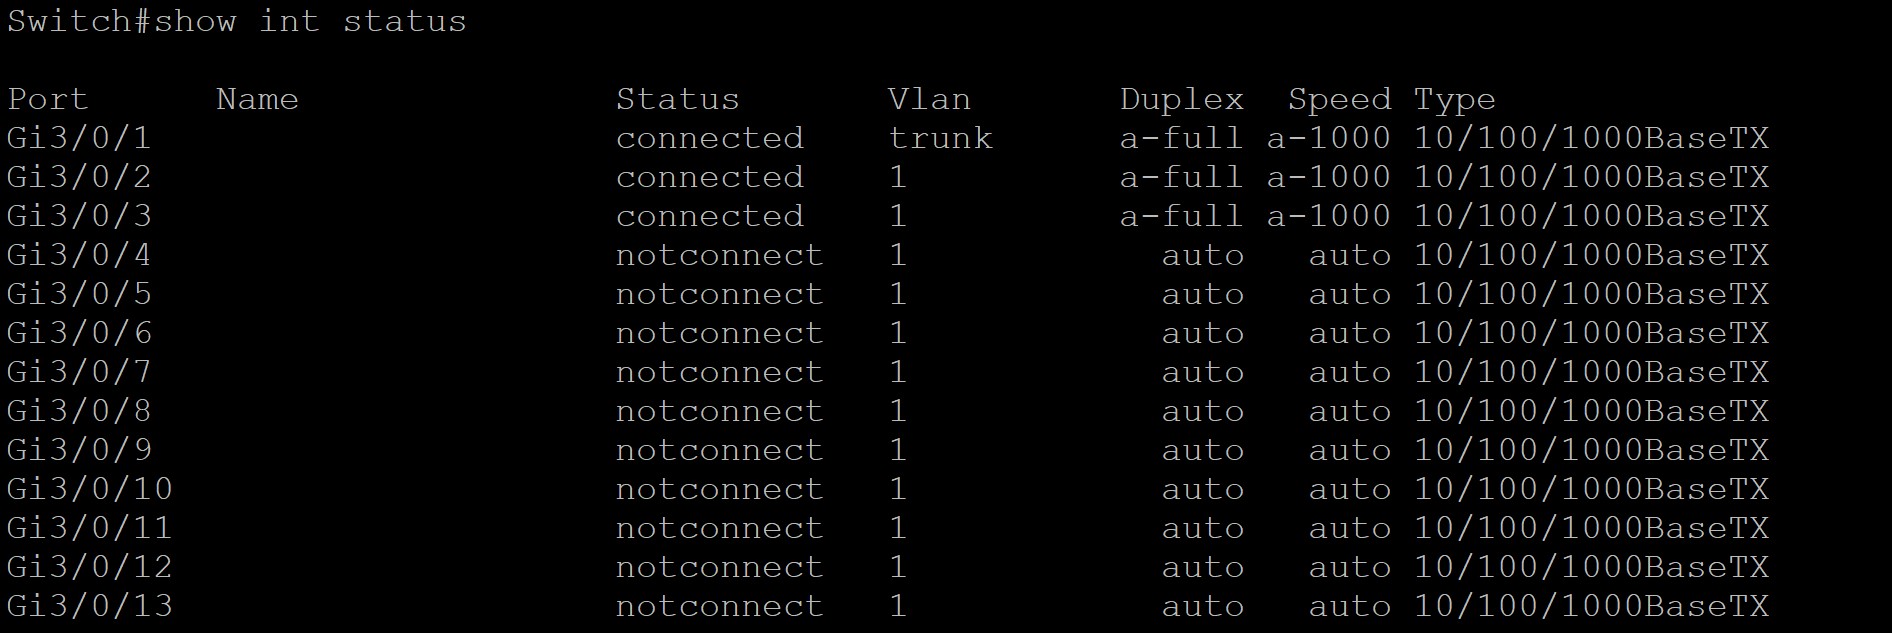 Switch#show int status
Port Name Status Vlan Duplex Speed Type
Gi3/0/1 connected trunk a-full a-1000 10/100/1000BaseTX
Gi3/0/2 connected 1 a-full a-1000 10/100/1000BaseTX
Gi3/0/3 connected 1 a-full a-1000 10/100/1000BaseTX
Gi3/0/4 notconnect 1 auto auto 10/100/1000BaseTX
Gi3/0/5 notconnect 1 auto auto 10/100/1000BaseTX
Gi3/0/6 notconnect 1 auto auto 10/100/1000BaseTX
Gi3/0/7 notconnect 1 auto auto 10/100/1000BaseTX
Gi3/0/8 notconnect 1 auto auto 10/100/1000BaseTX
Gi3/0/9 notconnect 1 auto auto 10/100/1000BaseTX
Gi3/0/10 notconnect 1 auto auto 10/100/1000BaseTX
Gi3/0/11 notconnect 1 auto auto 10/100/1000BaseTX
Gi3/0/12 notconnect 1 auto auto 10/100/1000BaseTX
Gi3/0/13 notconnect 1 auto auto 10/100/1000BaseTX